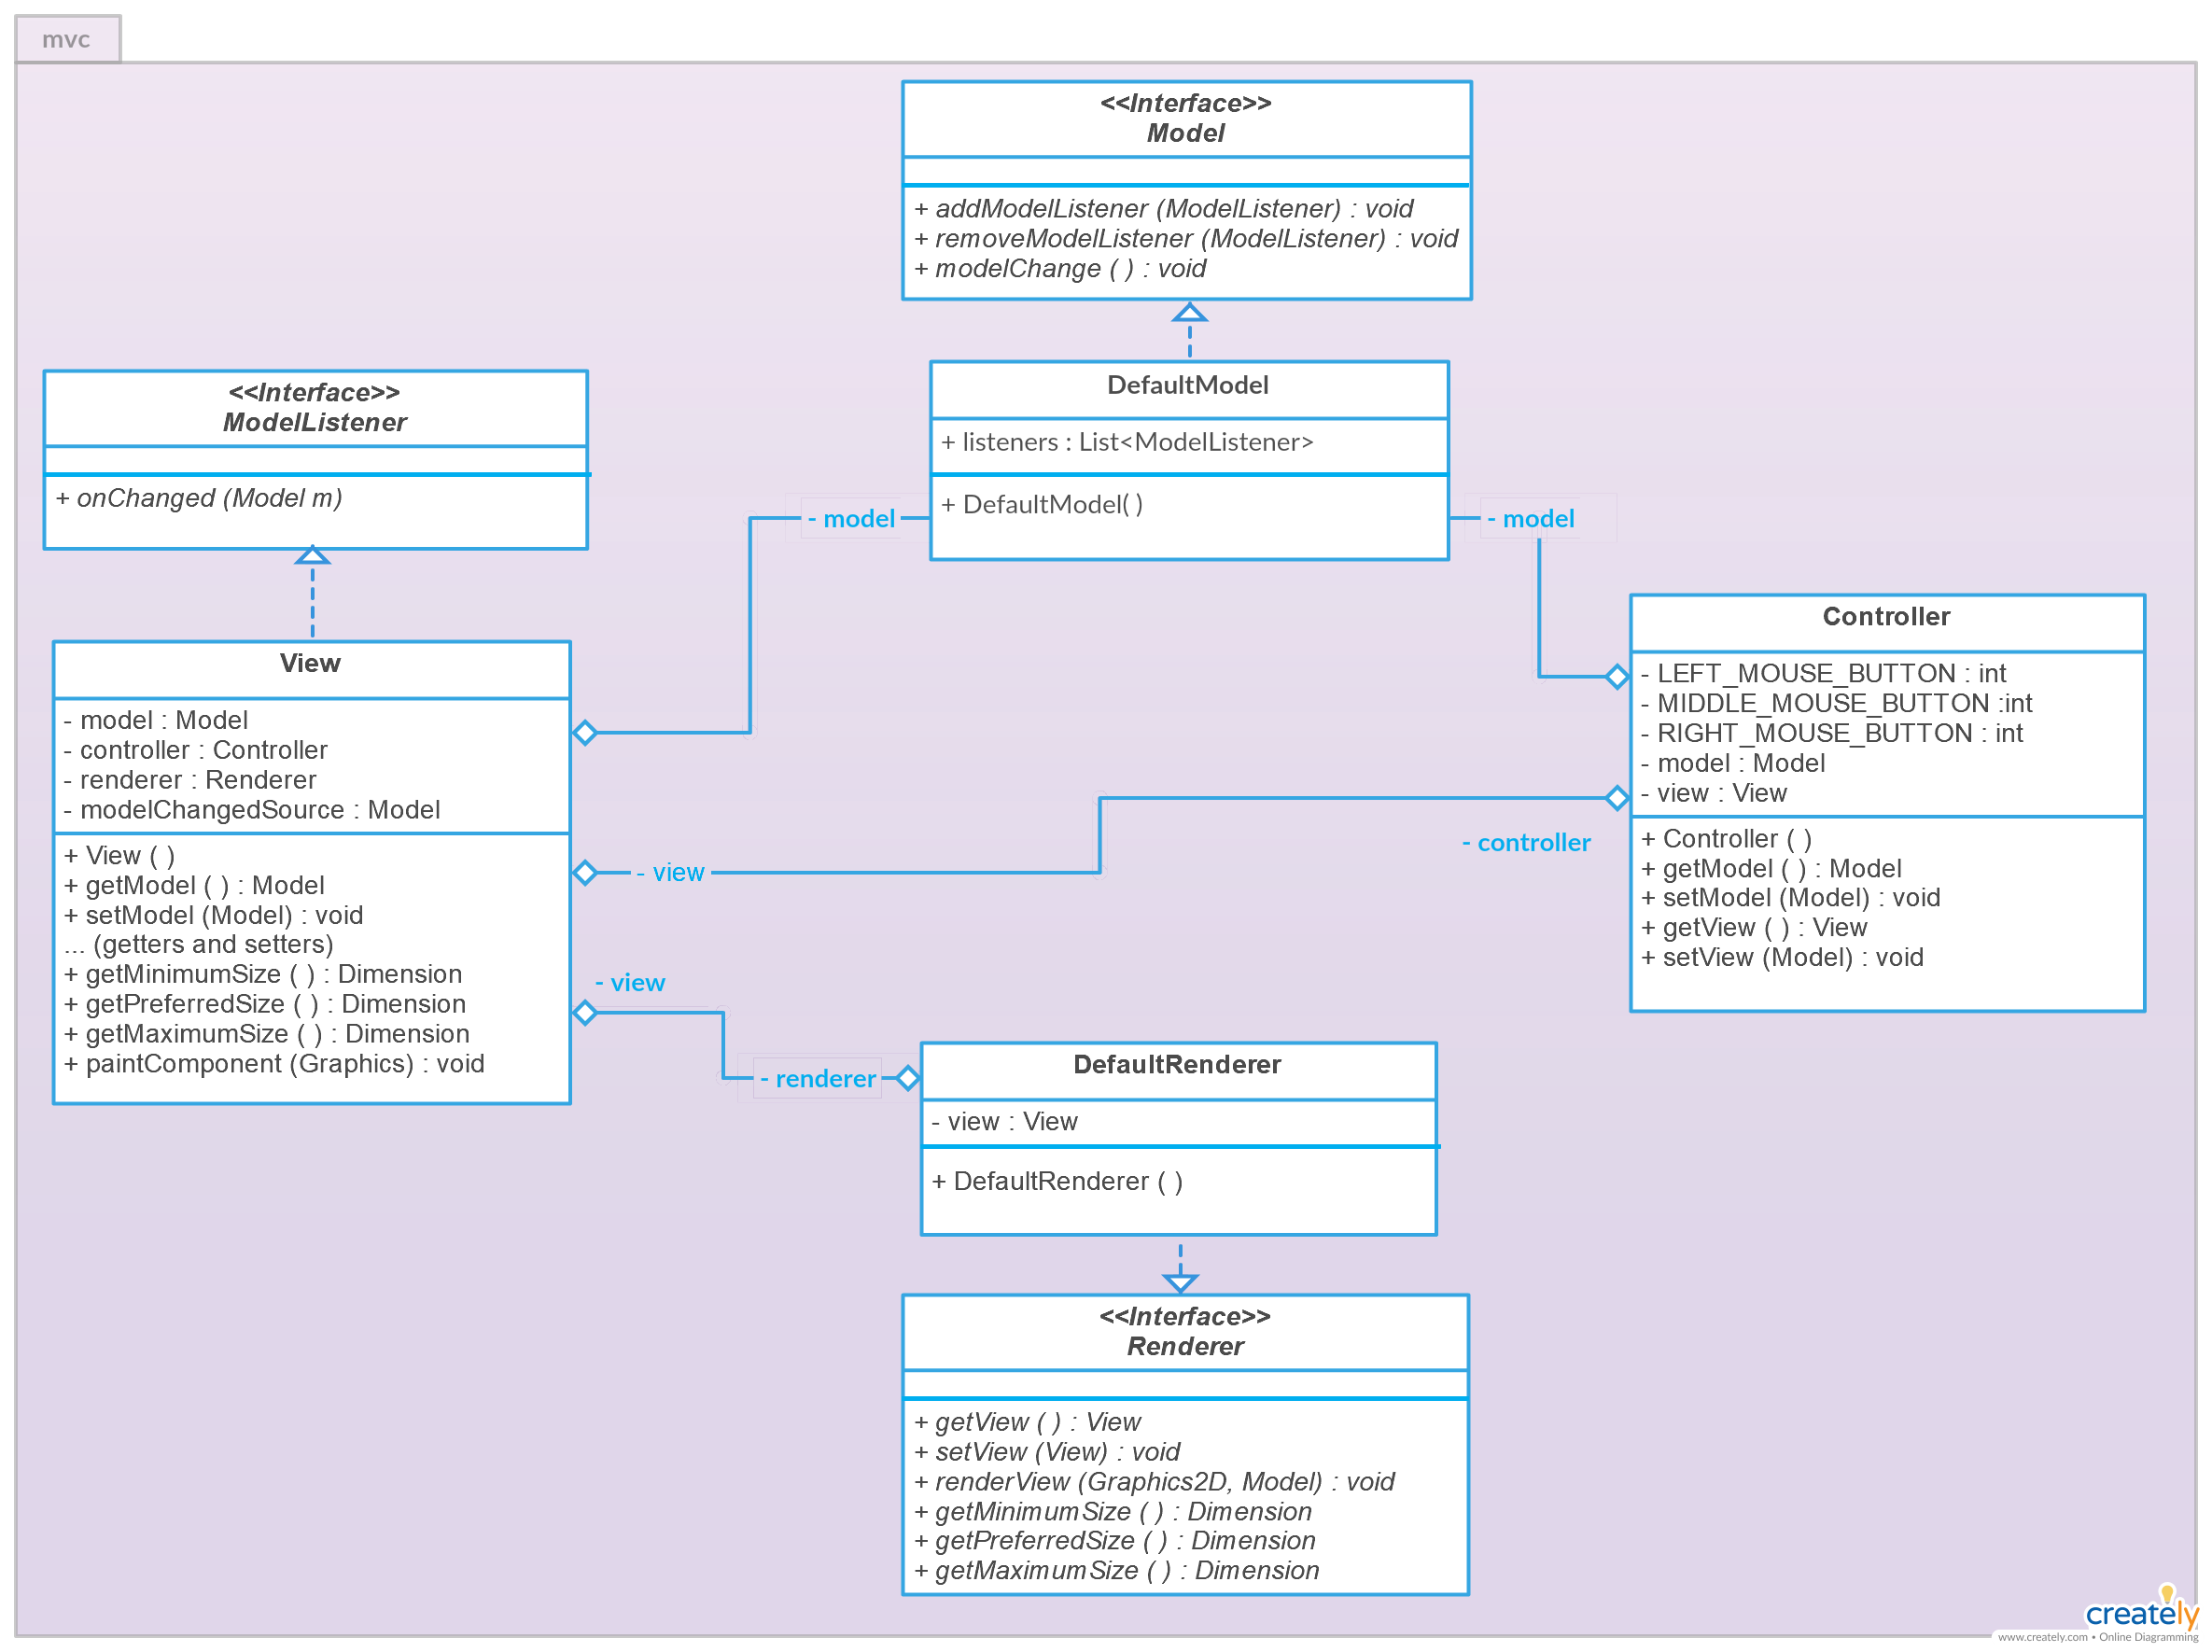 mvc
<<Interface>>
Model
+ addModelListener (ModelListener) : void
+ removeModelListener (ModelListener) : void
+ modelChange ( ) : void
<<Interface>>
ModelListener
+ onChanged (Model m)
DefaultModel
+ listeners : List<ModelListener>
+ DefaultModel( )
- model
- model
View
- model : Model
- controller : Controller
- renderer : Renderer
- modelChangedSource : Model
+ View ( )
+ getModel ( ) : Model
+ setModel (Model) : void
... (getters and setters)
+ getMinimumSize ( ) : Dimension
+ getPreferredSize ( ) : Dimension
+ getMaximumSize ( ) : Dimension
+ paintComponent (Graphics) : void
Controller
- LEFT_MOUSE_BUTTON : int
- MIDDLE_MOUSE_BUTTON :int
- RIGHT_MOUSE_BUTTON : int
- model : Model
- view : View
+ Controller ( )
+ getModel ( ) : Model
+ setModel (Model) : void
+ getView ( ) : View
+ setView (Model) : void
- controller
- view
- view
- renderer
DefaultRenderer
- view : View
+ DefaultRenderer ( )
<<Interface>>
Renderer
+ getView ( ) : View
+ setView (View) : void
+ renderView (Graphics2D, Model) : void
+ getMinimumSize ( ) : Dimension
+ getPreferredSize ( ) : Dimension
+ getMaximumSize ( ) : Dimension
creately
www.creately.com • Online Diagramming